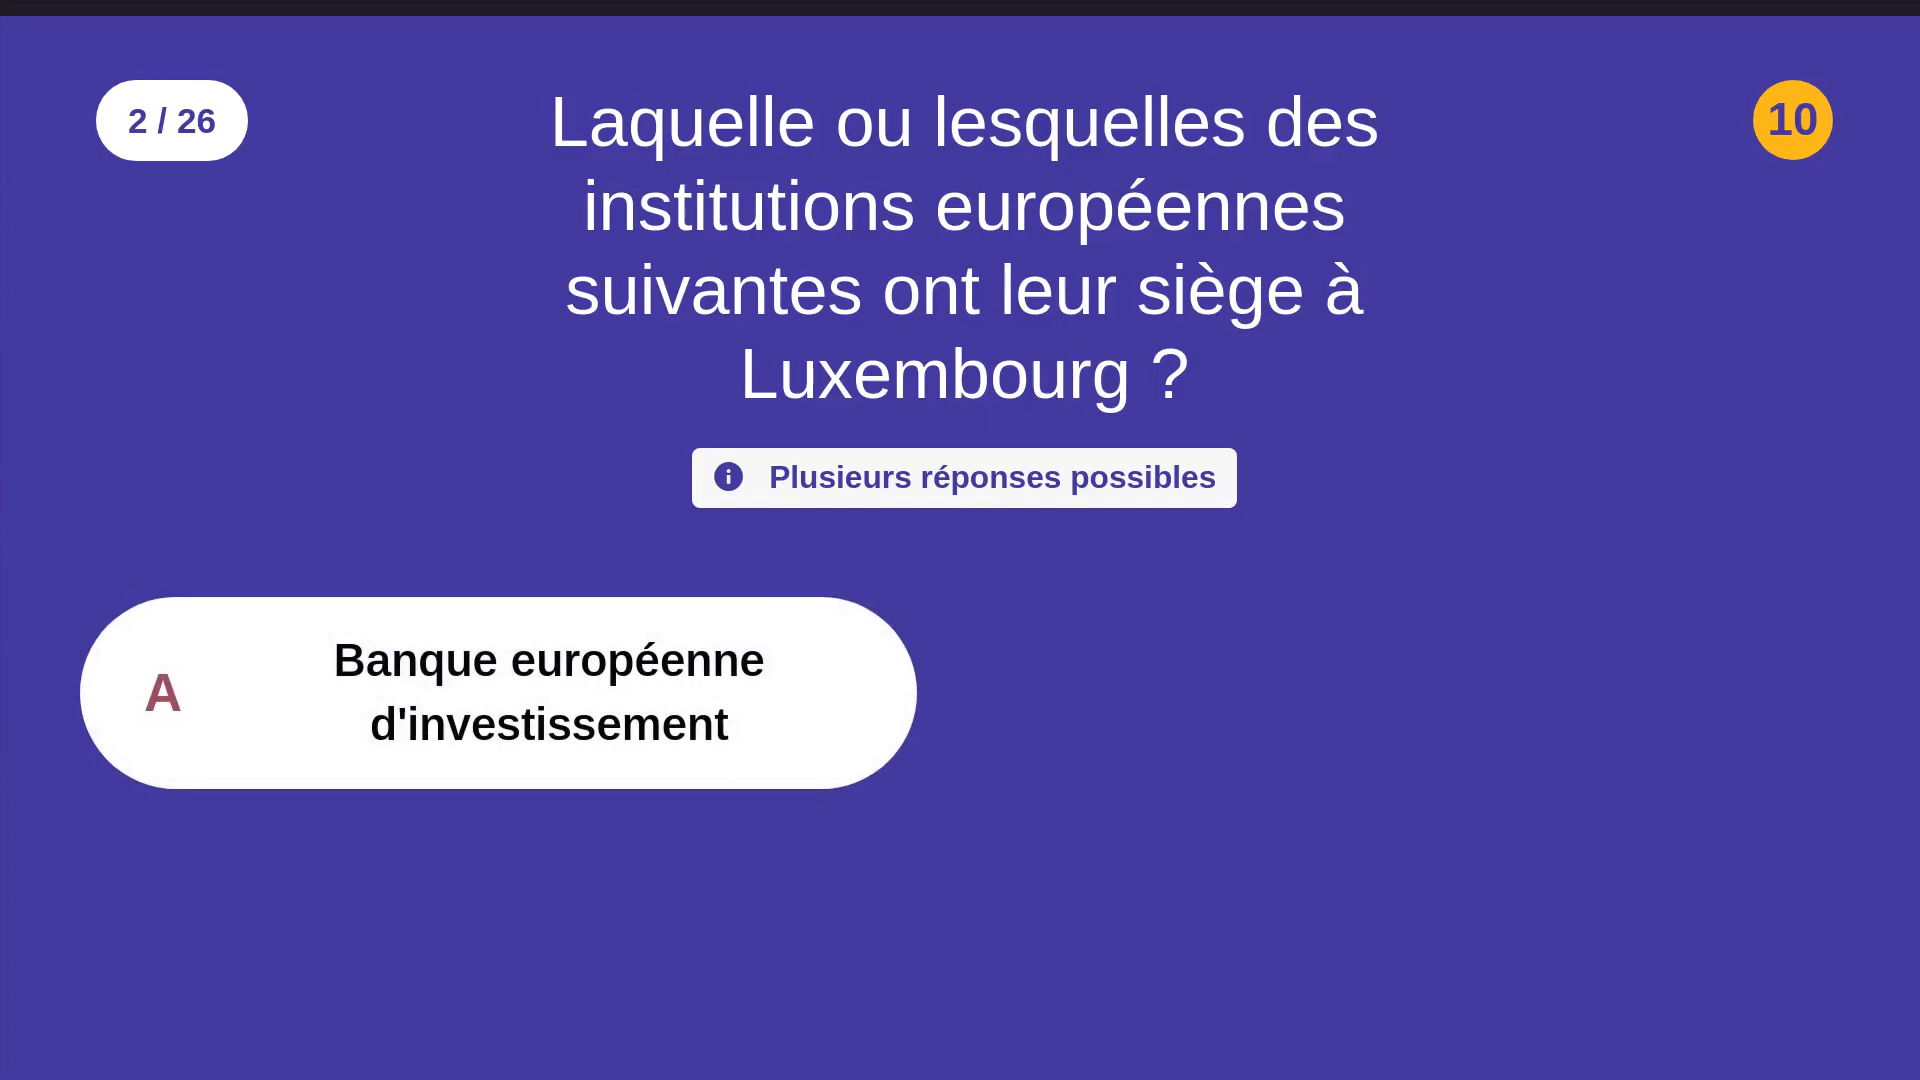 2 / 26
Laquelle ou lesquelles des
institutions européennes
suivantes ont leur siège à
Luxembourg ?
10
Plusieurs réponses possibles
A
Banque européenne
d'investissement